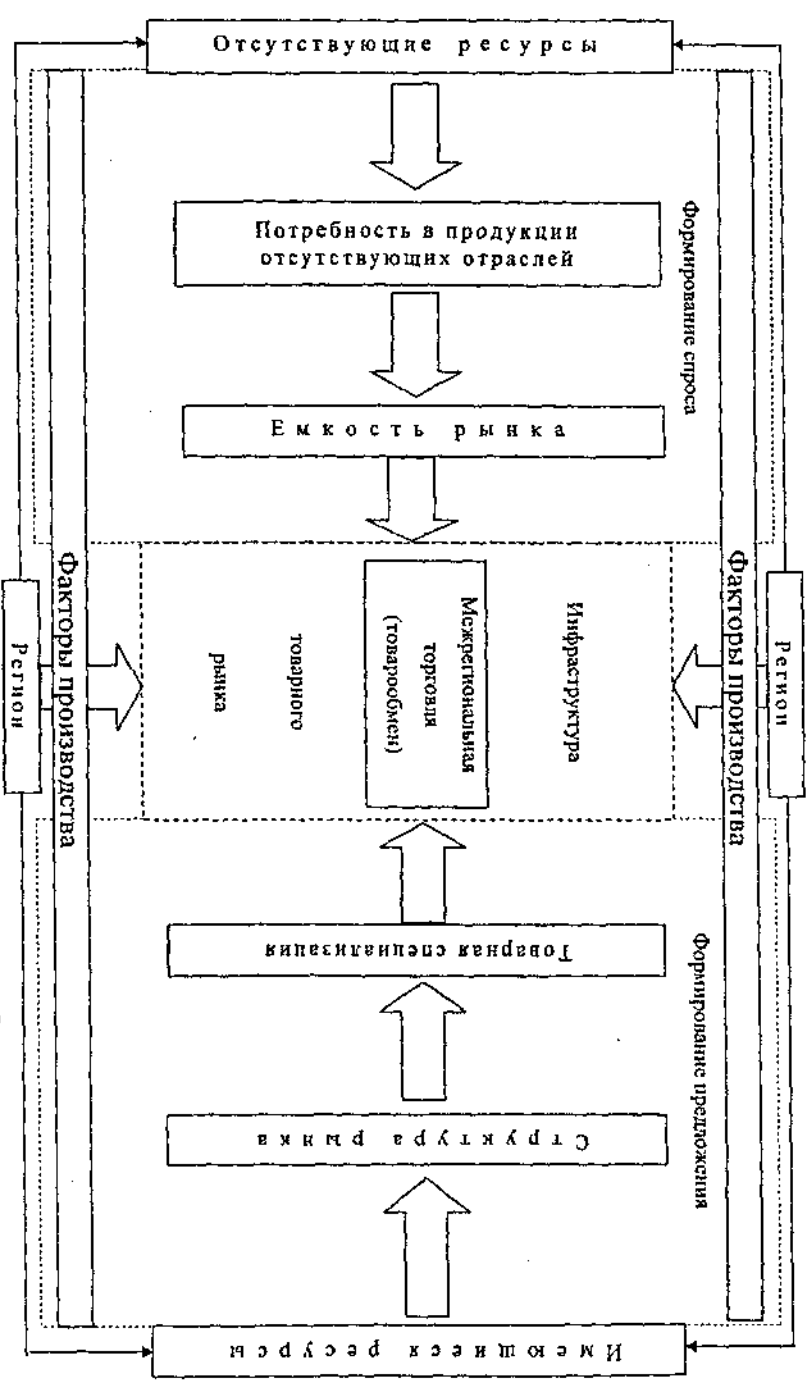 Отсутствующие ресурсы
Потребность в продукции
отсутствующих отраслей
Емкость рынка
Формирование спроса
Регион
Факторы производства
Инфраструктура
Межрегиональная
торговля
(товарообмен)
товарного
рынка
Факторы производства
Регион
Формирование предложения
Товарная специализация
Структура рынка
Имеющиеся ресурсы